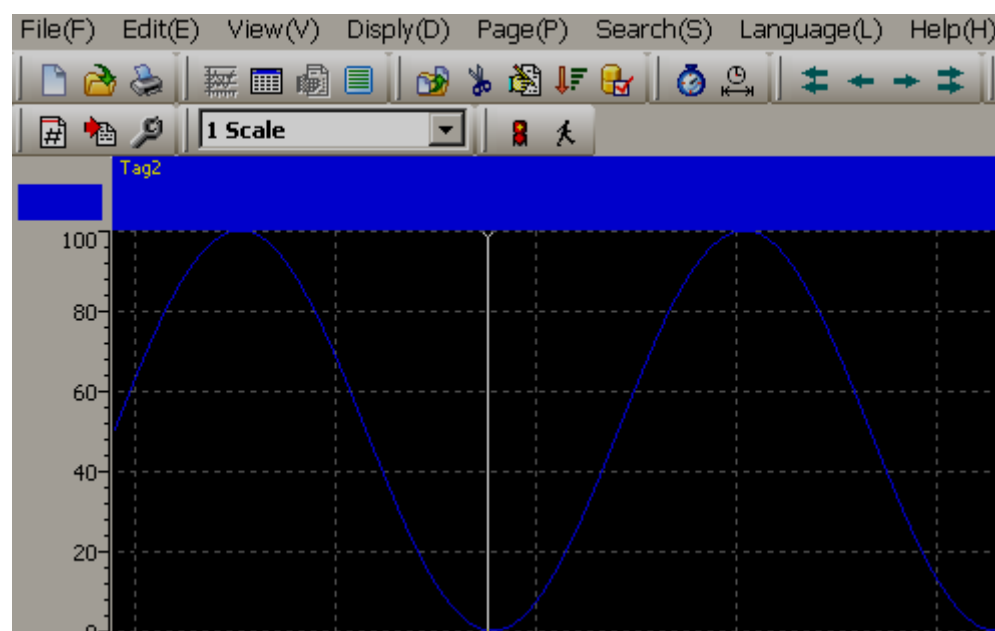 File(F) Edit(E) View(V) Disply(D) Page(P) Search(S) Language(L) Help(H)
1 Scale
Tag2
100
80
60
40
20
0